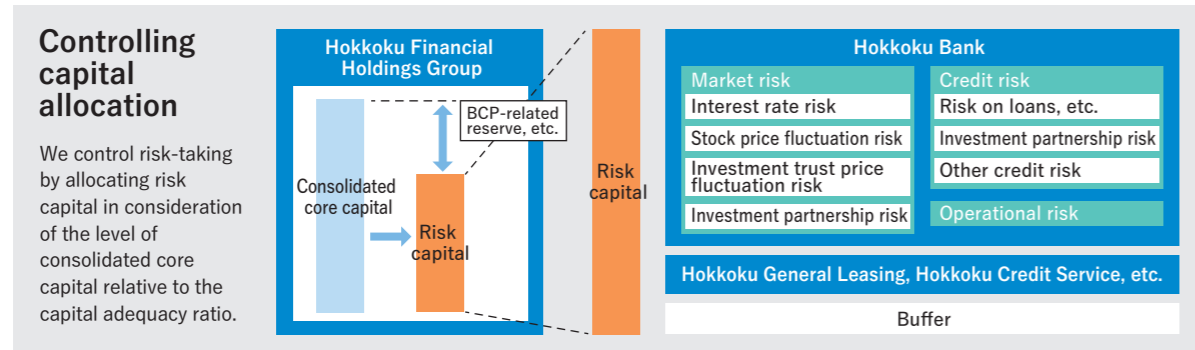 Controlling
capital
allocation
We control risk-taking
by allocating risk
capital in consideration
of the level of
consolidated core
capital relative to the
capital adequacy ratio.
Hokkoku Financial
Holdings Group
BCP-related
reserve, etc.
Consolidated
core capital
Risk
capital
Risk
capital
Hokkoku Bank
Market risk
Interest rate risk
Stock price fluctuation risk
Investment trust price
fluctuation risk
Investment partnership risk
Credit risk
Risk on loans, etc.
Investment partnership risk
Other credit risk
Operational risk
Hokkoku General Leasing, Hokkoku Credit Service, etc.
Buffer